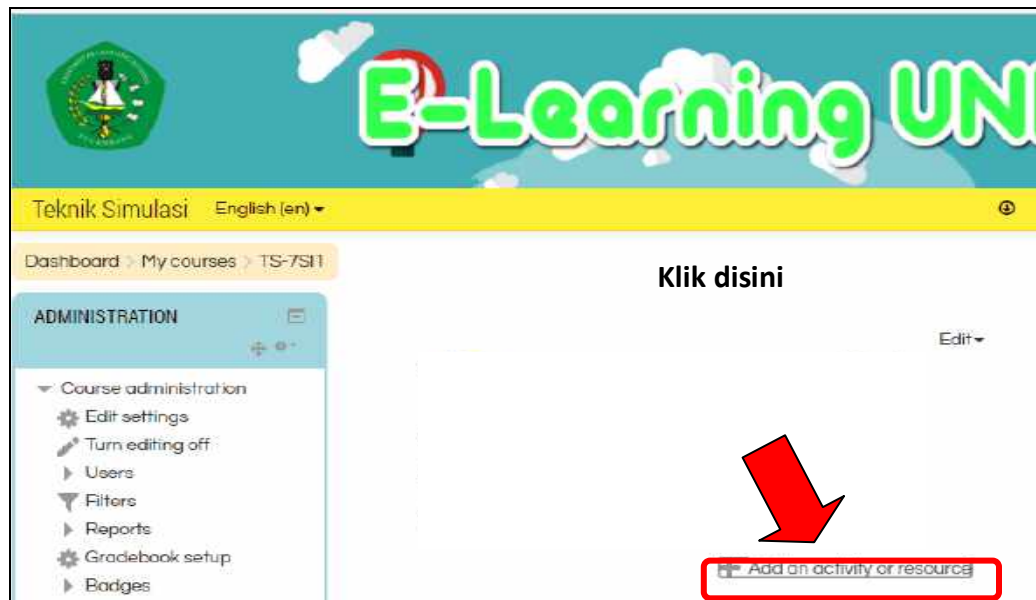 E-Learning UN
Teknik Simulasi English (en)
Dashboard My courses TS-7SI1
Klik disini
ADMINISTRATION
Edit
Course administration
Edit settings
Turn editing off
Users
Filters
Reports
Gradebook setup
Badges
Add an activity or resource